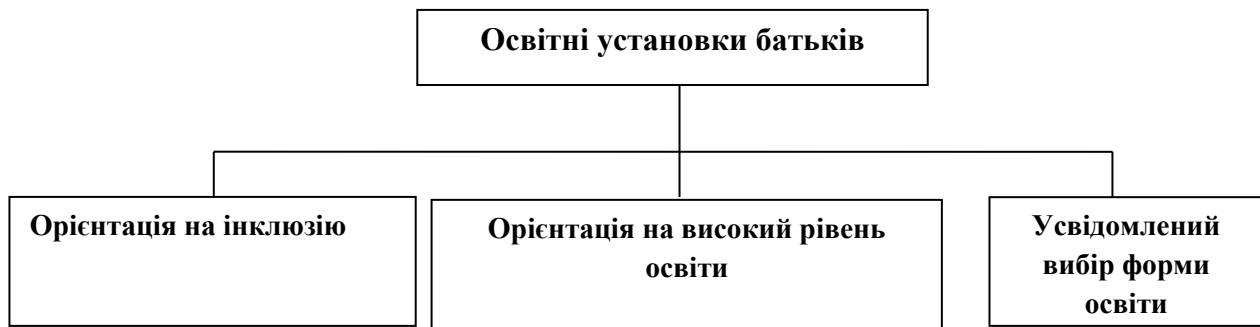 Освітні установки батьків
Орієнтація на інклюзію
Орієнтація на високий рівень
освіти
Усвідомлений
вибір форми
освіти